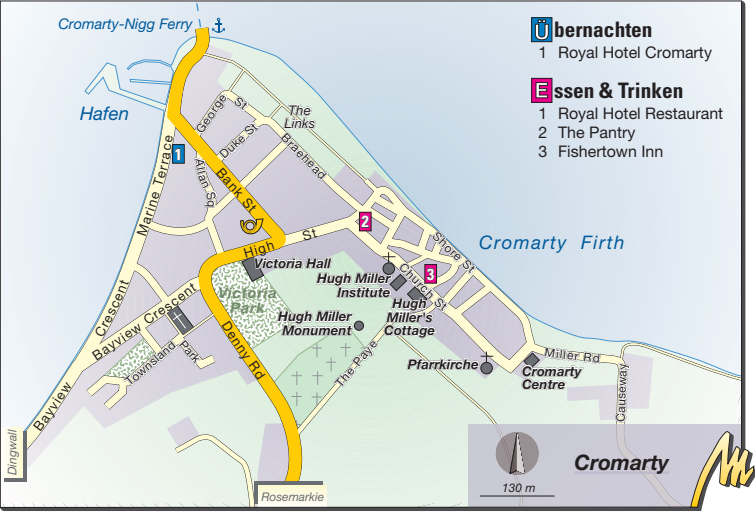 Cromarty-Nigg Ferry
Übernachten
1 Royal Hotel Cromarty
Essen & Trinken
1 Royal Hotel Restaurant
2 The Pantry
3 Fishertown Inn
Hafen
George St
The
Links
Duke St
Braehead
1
Allan Sq
Bank St
Marine Terrace
2
High St
Shore St
Cromarty Firth
Victoria Hall
Hugh Miller
Institute
3
Church St
Victoria
Park
Hugh
Miller's
Cottage
Hugh Miller
Monument
Bayview Crescent
Bayview Crescent
Denny Rd
Townsland Park
The Paye
Pfarrkirche
Miller Rd
Cromarty
Centre
Causeway
Dingwall
Rosemarkie
130 m
Cromarty